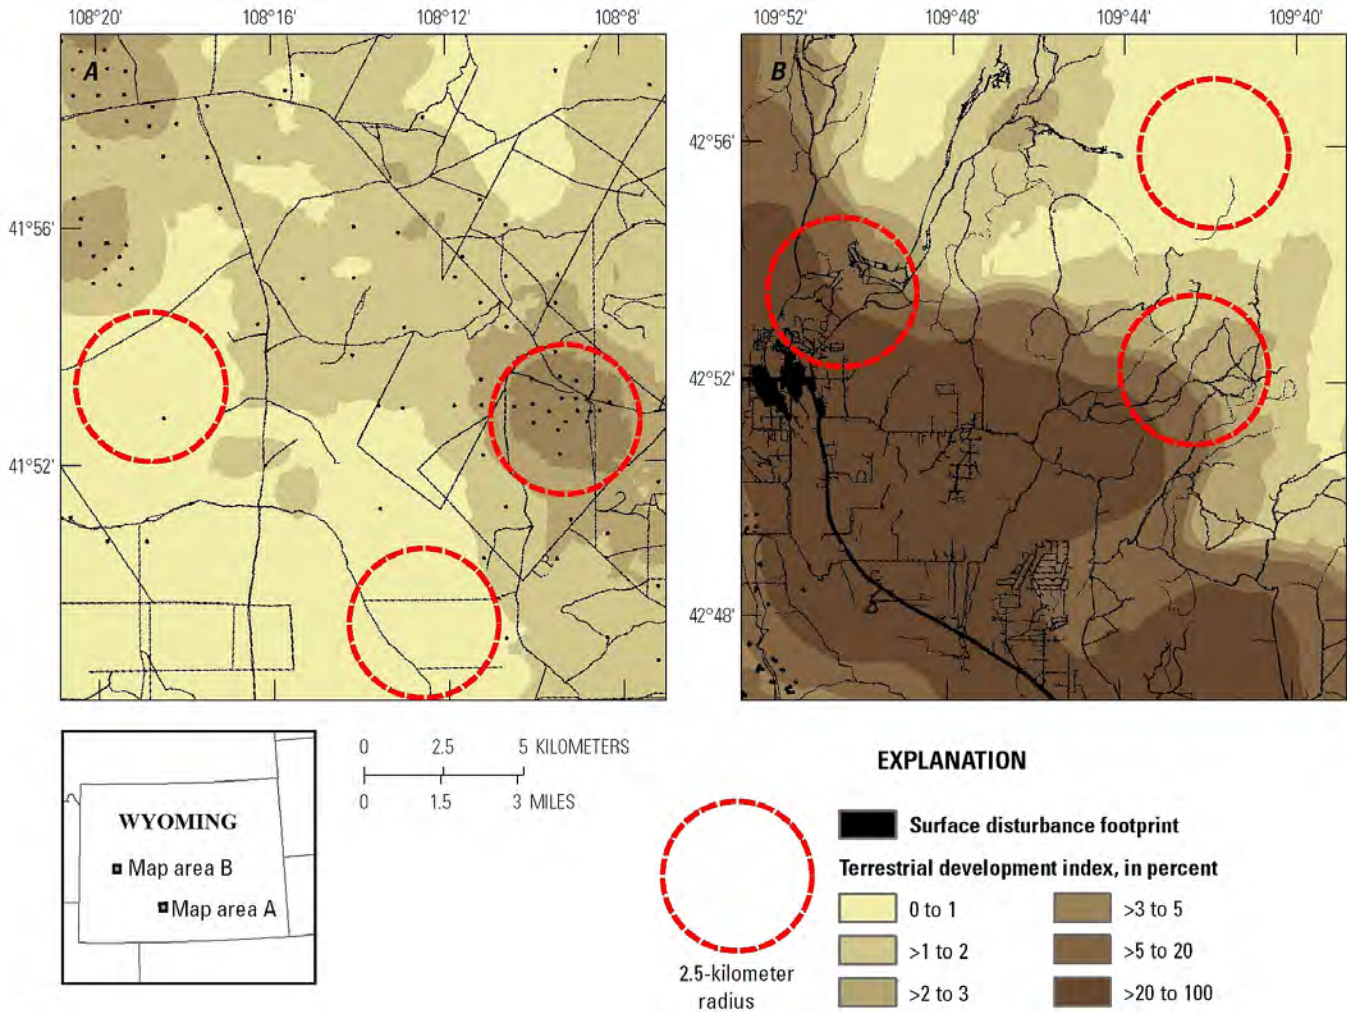 108°20' 108°16' 108°12' 108°8'
109°52' 109°48' 109°44' 109°40'
A
B
41°56'
41°52'
42°56'
42°52'
42°48'
WYOMING
Map area B
Map area A
0 2.5 5 KILOMETERS
0 1.5 3 MILES
EXPLANATION
2.5-kilometer
radius
Surface disturbance footprint
Terrestrial development index, in percent
0 to 1
>1 to 2
>2 to 3
>3 to 5
>5 to 20
>20 to 100